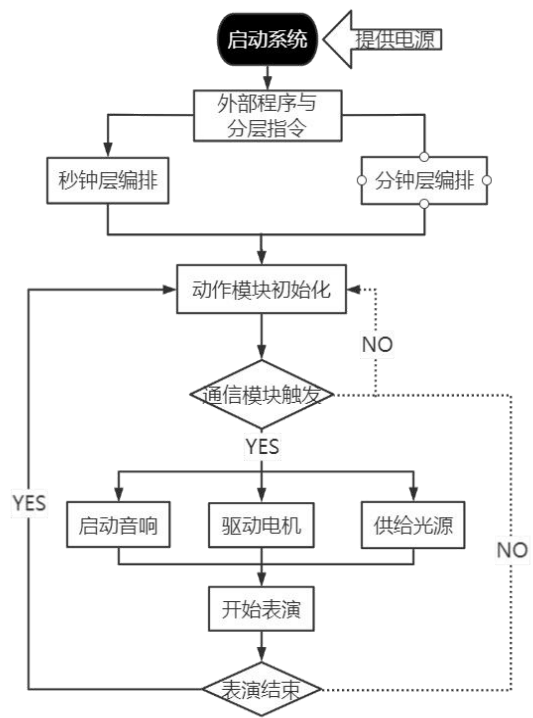 启动系统
提供电源
外部程序与
分层指令
秒钟层编排
分钟层编排
动作模块初始化
NO
通信模块触发
YES
YES
启动音响
驱动电机
供给光源
NO
开始表演
表演结束